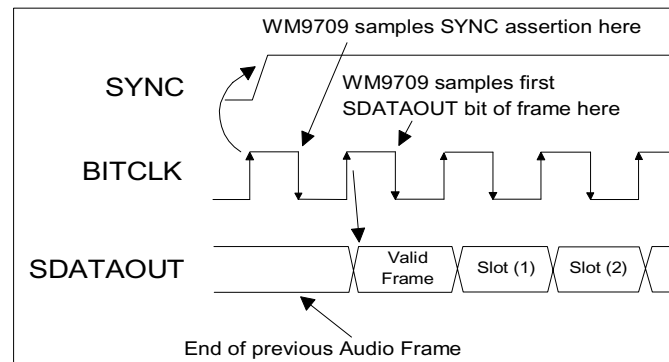 WM9709 samples SYNC assertion here
SYNC
WM9709 samples first
SDATAOUT bit of frame here
BITCLK
SDATAOUT
Valid
Frame
Slot (1)
Slot (2)
End of previous Audio Frame